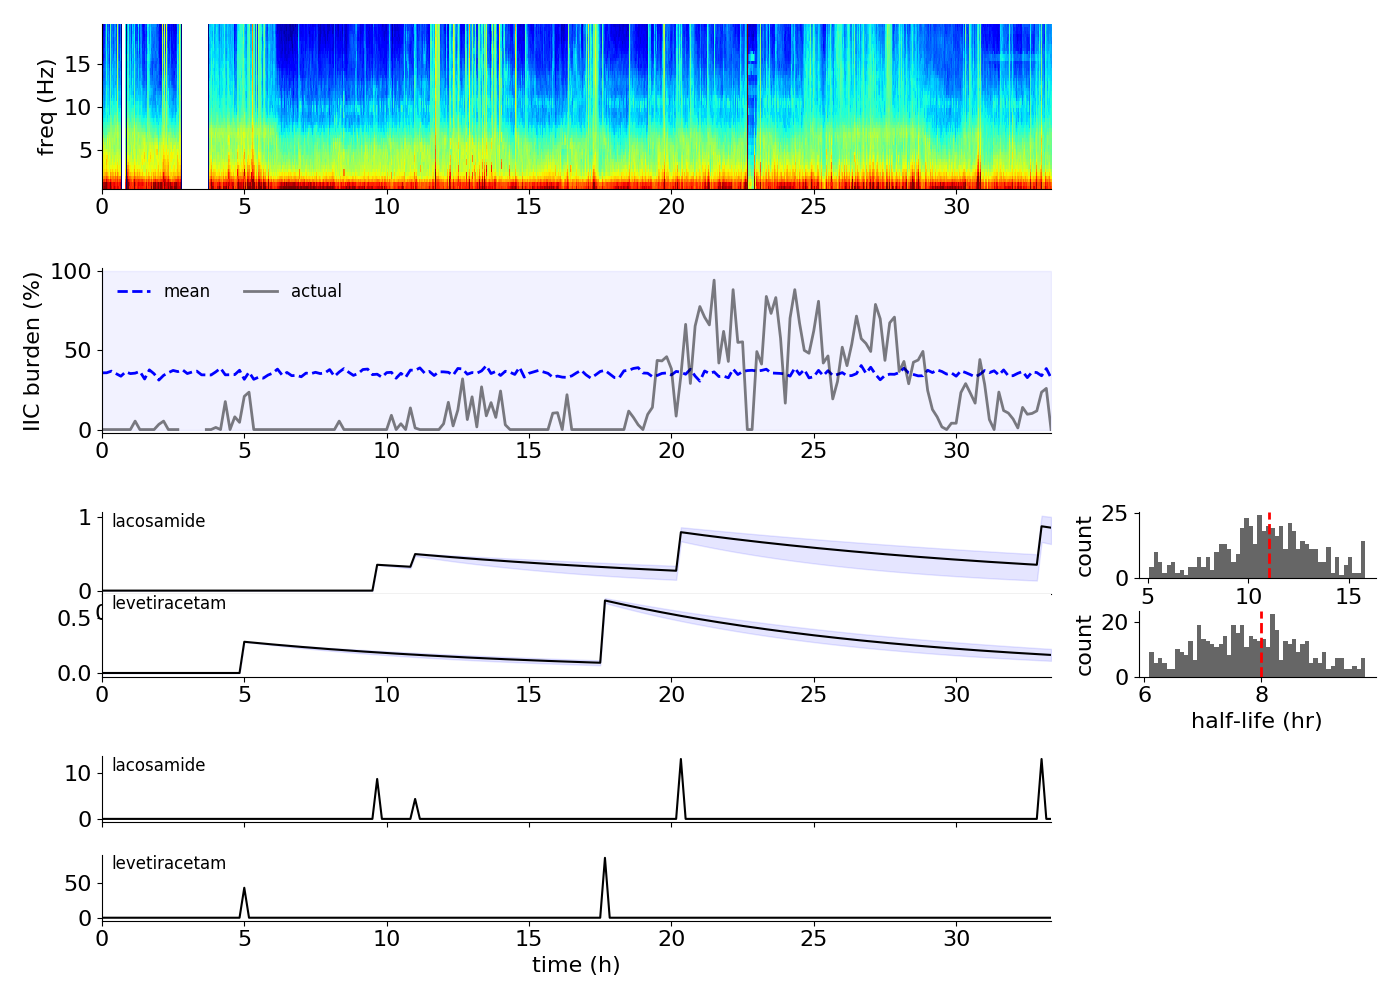 freq (Hz)
15
10
5
0 5 10 15 20 25 30
IIC burden (%)
100
50
0
mean actual
0 5 10 15 20 25 30
lacosamide
1
0
levetiracetam
0.5
0.0
0 5 10 15 20 25 30
count
25
0
5 10 15
count
20
0
6 8
half-life (hr)
lacosamide
10
0
levetiracetam
50
0
0 5 10 15 20 25 30
time (h)